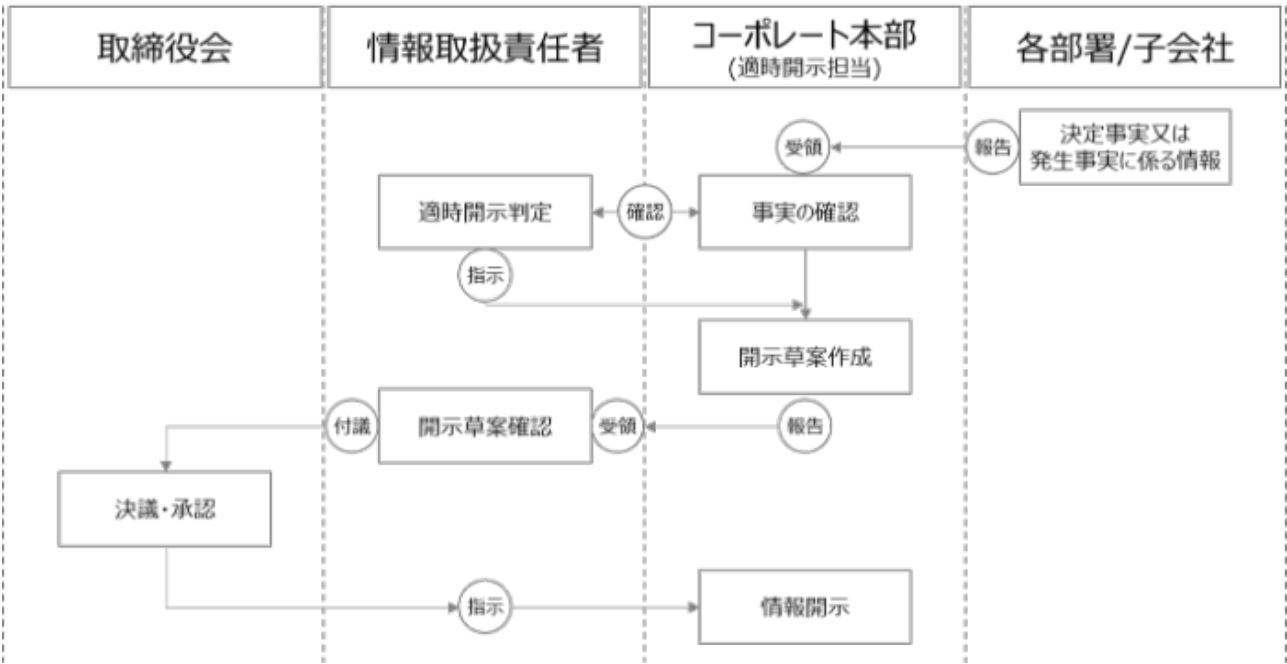 取締役会
情報取扱責任者
コーポレート本部
(適時開示担当)
各部署/子会社
受領
報告
決定事実又は
発生事実に係る情報
適時開示判定
確認
事実の確認
指示
開示草案作成
付議
開示草案確認
受領
報告
決議・承認
指示
情報開示